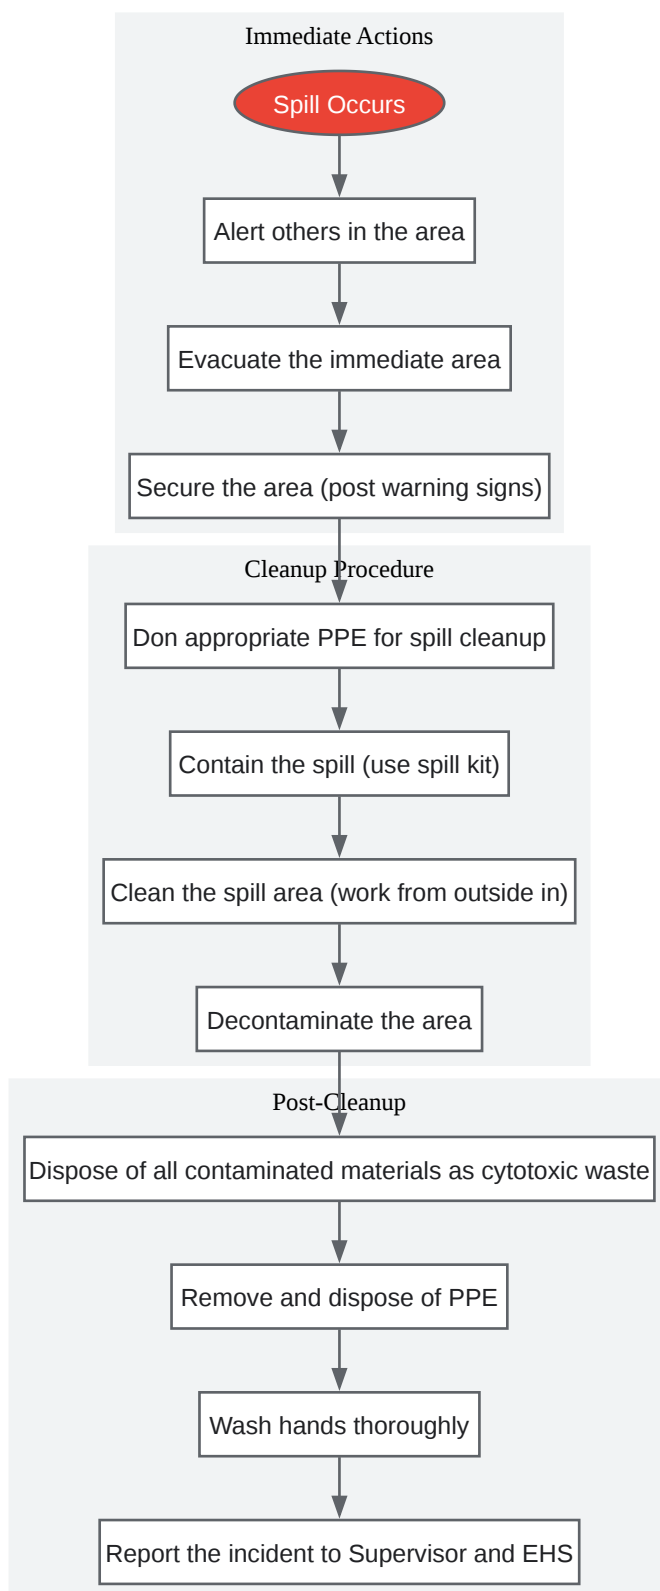 Immediate Actions
Spill Occurs
Alert others in the area
Evacuate the immediate area
Secure the area (post warning signs)
Cleanup Procedure
Don appropriate PPE for spill cleanup
Contain the spill (use spill kit)
Clean the spill area (work from outside in)
Decontaminate the area
Post-Cleanup
Dispose of all contaminated materials as cytotoxic waste
Remove and dispose of PPE
Wash hands thoroughly
Report the incident to Supervisor and EHS